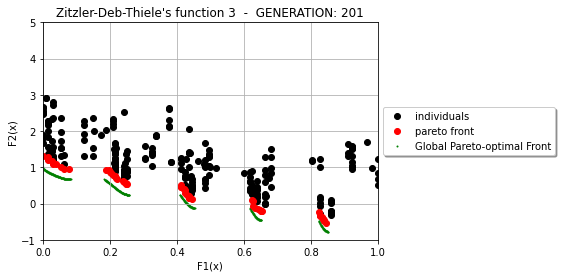 Zitzler-Deb-Thiele's function 3 - GENERATION: 201
5
4
3
2
1
0
−1
F2(x)
0.0 0.2 0.4 0.6 0.8 1.0
F1(x)
individuals
pareto front
Global Pareto-optimal Front